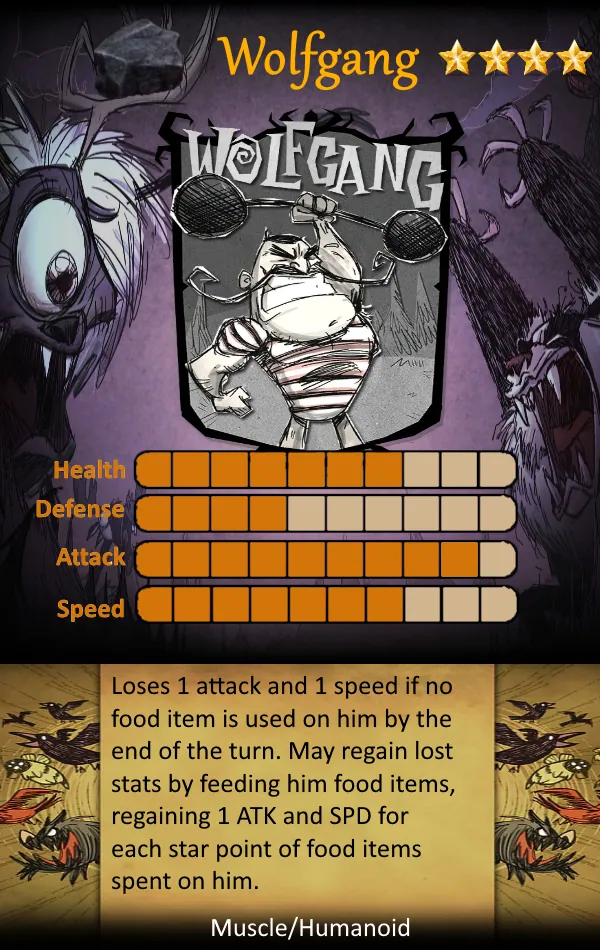 Wolfgang
WOLFGANG
Health
Defense
Attack
Speed
Loses 1 attack and 1 speed if no
food item is used on him by the
end of the turn. May regain lost
stats by feeding him food items,
regaining 1 ATK and SPD for
each star point of food items
spent on him.
Muscle/Humanoid